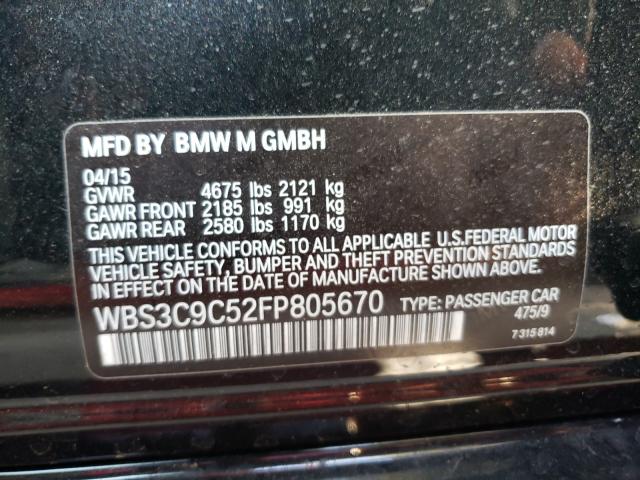 MFD BY BMW M GMBH
04/15
GVWR 4675 lbs 2121 kg
GAWR FRONT 2185 lbs 991 kg
GAWR REAR 2580 lbs 1170 kg
THIS VEHICLE CONFORMS TO ALL APPLICABLE U.S.FEDERAL MOTOR
VEHICLE SAFETY, BUMPER AND THEFT PREVENTION STANDARDS
IN EFFECT ON THE DATE OF MANUFACTURE SHOWN ABOVE.
WBS3C9C52FP805670 TYPE: PASSENGER CAR
475/9
7315814